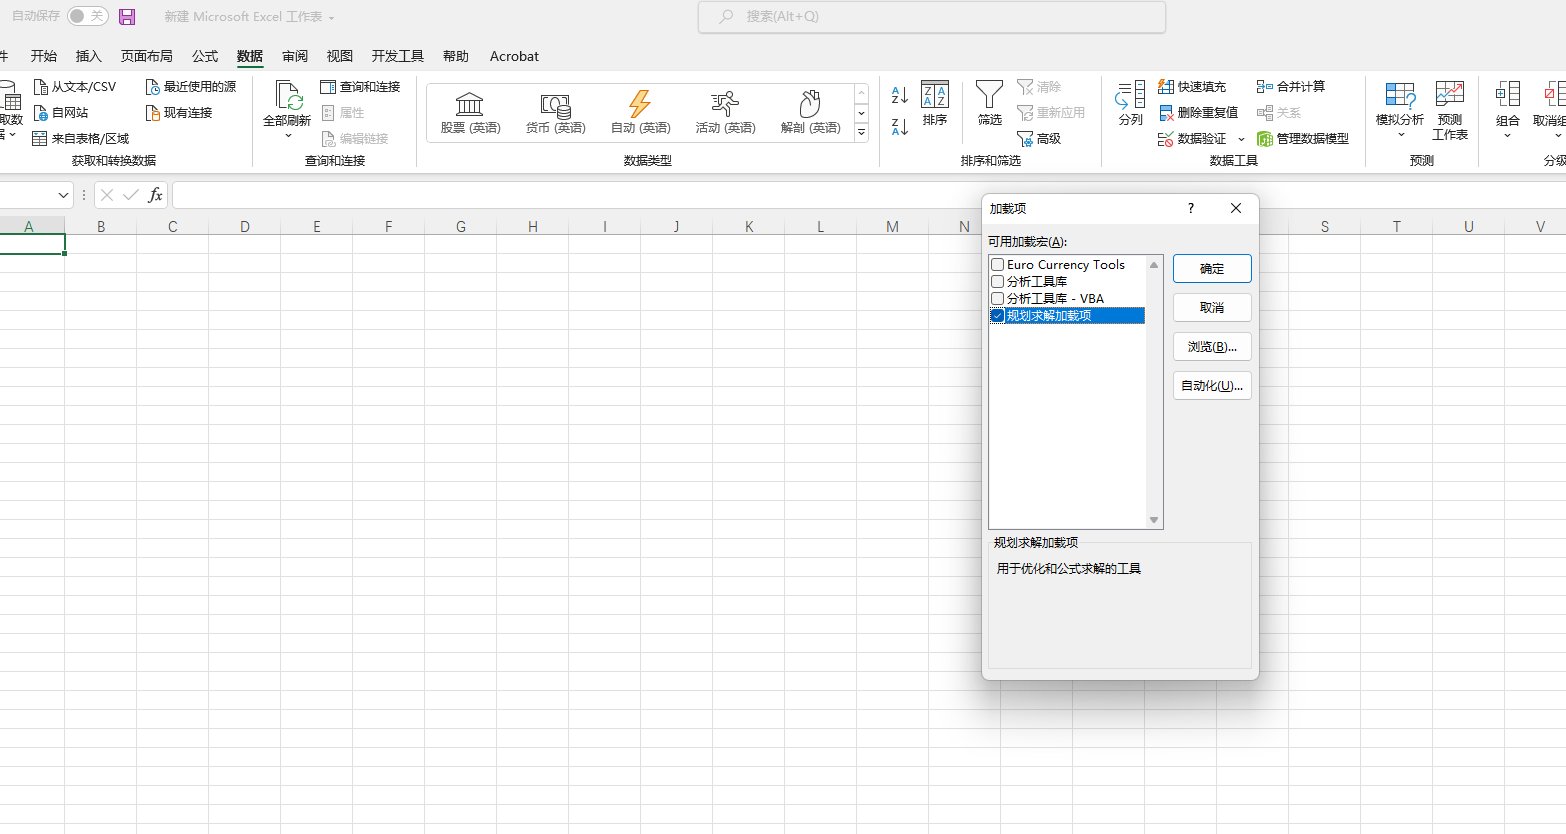 自动保存 关 新建 Microsoft Excel 工作表 搜索(Alt+Q)
件 开始 插入 页面布局 公式 数据 审阅 视图 开发工具 帮助 Acrobat
取数
据
从文本/CSV
自网站
来自表格/区域
最近使用的源
现有连接
获取和转换数据
全部刷新
查询和连接
属性
编辑链接
查询和连接
股票 (英语) 货币 (英语) 自动 (英语) 活动 (英语) 解剖 (英语)
数据类型
排序
筛选
清除
重新应用
高级
排序和筛选
分列
快速填充
删除重复值
数据验证
合并计算
关系
管理数据模型
数据工具
模拟分析
预测
工作表
预测
组合
取消组
分级
fx
A B C D E F G H I J K L M N S T U V
加载项 ?
可用加载宏(A):
Euro Currency Tools
分析工具库
分析工具库 - VBA
规划求解加载项
确定
取消
浏览(B)...
自动化(U)...
规划求解加载项
用于优化和公式求解的工具